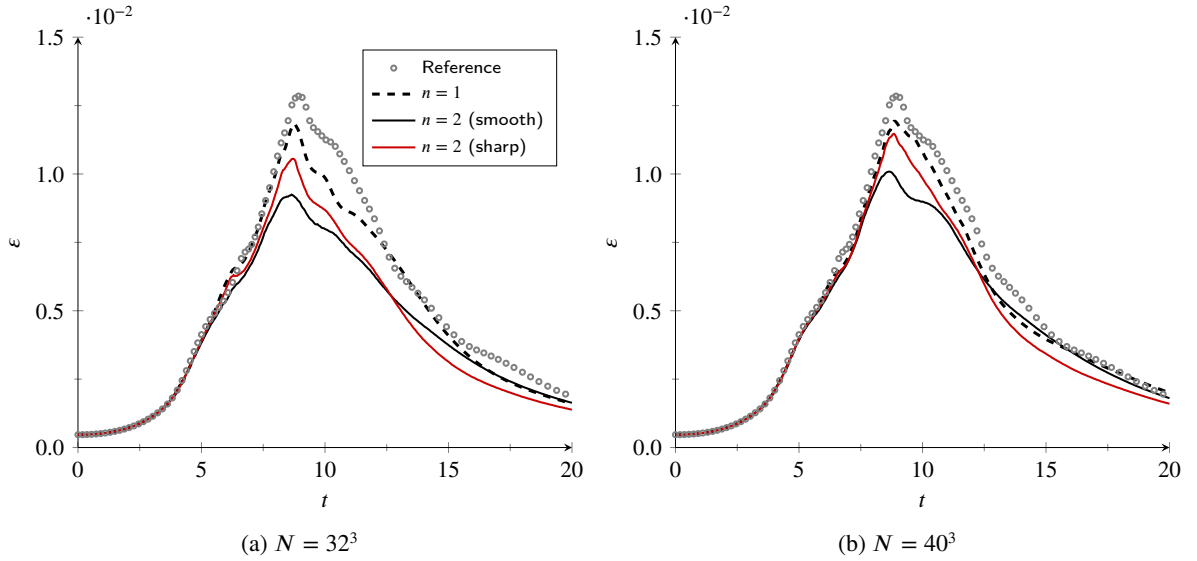 ·10⁻²
1.5
1.0
0.5
0.0
ε
0 5 10 15 20
t
Reference
n = 1
n = 2 (smooth)
n = 2 (sharp)
(a) N = 32³
·10⁻²
1.5
1.0
0.5
0.0
ε
0 5 10 15 20
t
(b) N = 40³